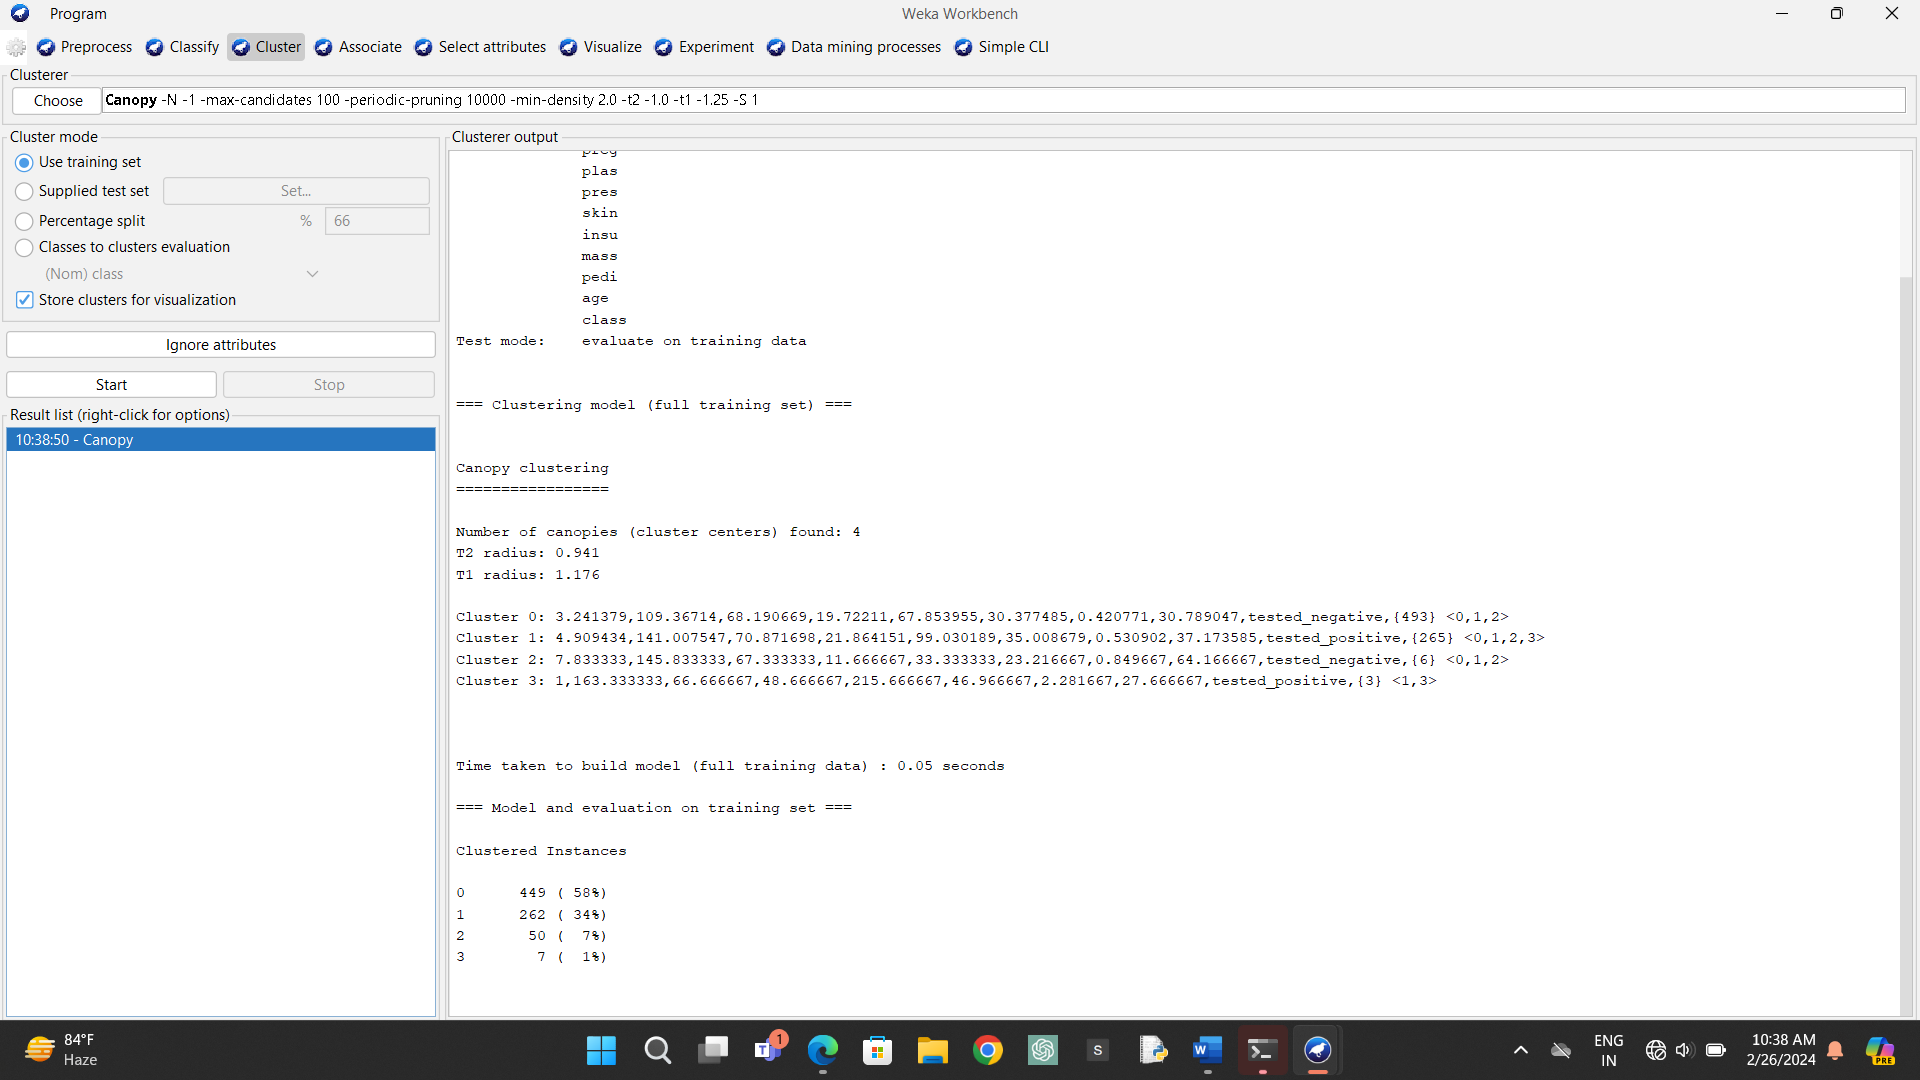 Program
Weka Workbench
Preprocess Classify Cluster Associate Select attributes Visualize Experiment Data mining processes Simple CLI
Clusterer
Choose Canopy -N -1 -max-candidates 100 -periodic-pruning 10000 -min-density 2.0 -t2 -1.0 -t1 -1.25 -S 1
Cluster mode
Use training set
Supplied test set Set...
Percentage split % 66
Classes to clusters evaluation
(Nom) class
Store clusters for visualization
Ignore attributes
Start Stop
Result list (right-click for options)
10:38:50 - Canopy
Clusterer output
preg
plas
pres
skin
insu
mass
pedi
age
class
Test mode: evaluate on training data
=== Clustering model (full training set) ===
Canopy clustering
=================
Number of canopies (cluster centers) found: 4
T2 radius: 0.941
T1 radius: 1.176
Cluster 0: 3.241379,109.36714,68.190669,19.72211,67.853955,30.377485,0.420771,30.789047,tested_negative,{493} <0,1,2>
Cluster 1: 4.909434,141.007547,70.871698,21.864151,99.030189,35.008679,0.530902,37.173585,tested_positive,{265} <0,1,2,3>
Cluster 2: 7.833333,145.833333,67.333333,11.666667,33.333333,23.216667,0.849667,64.166667,tested_negative,{6} <0,1,2>
Cluster 3: 1,163.333333,66.666667,48.666667,215.666667,46.966667,2.281667,27.666667,tested_positive,{3} <1,3>
Time taken to build model (full training data) : 0.05 seconds
=== Model and evaluation on training set ===
Clustered Instances
0 449 ( 58%)
1 262 ( 34%)
2 50 ( 7%)
3 7 ( 1%)
84°F
Haze
T
1
S
W
ENG
IN
10:38 AM
2/26/2024
PRE